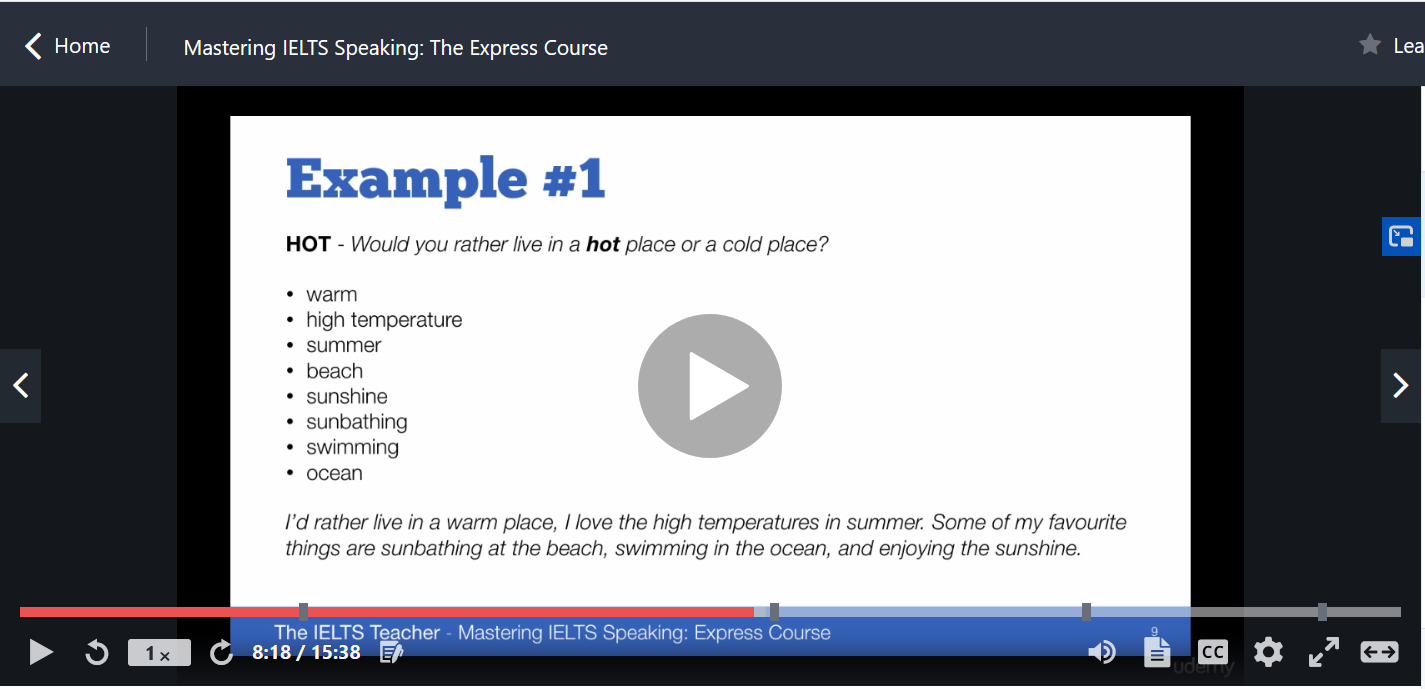 Home
Mastering IELTS Speaking: The Express Course
Lea
Example #1
HOT - Would you rather live in a hot place or a cold place?
• warm
• high temperature
• summer
• beach
• sunshine
• sunbathing
• swimming
• ocean
I'd rather live in a warm place, I love the high temperatures in summer. Some of my favourite
things are sunbathing at the beach, swimming in the ocean, and enjoying the sunshine.
The IELTS Teacher - Mastering IELTS Speaking: Express Course
1x
8:18 / 15:38
9
CC
udemy